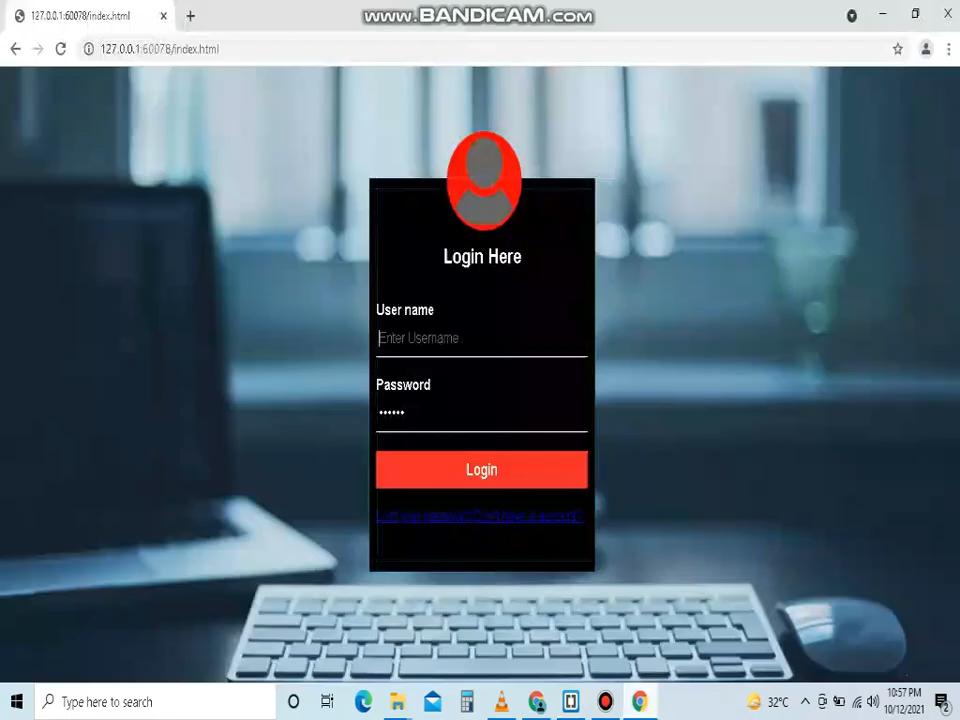 127.0.0.1:60078/index.html
www.BANDICAM.com
127.0.0.1:60078/index.html
Login Here
User name
Enter Username
Password
Login
Type here to search
32°C
10:57 PM
10/12/2021
2